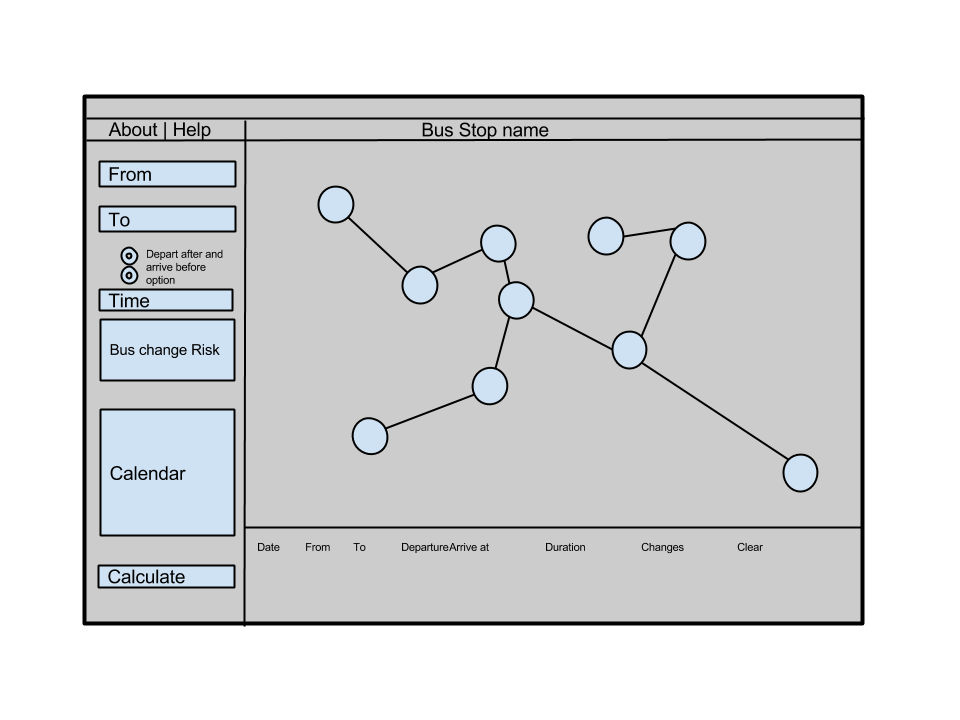 About | Help
Bus Stop name
From
To
Depart after and
arrive before
option
Time
Bus change Risk
Calendar
Calculate
Date From To DepartureArrive at Duration Changes Clear